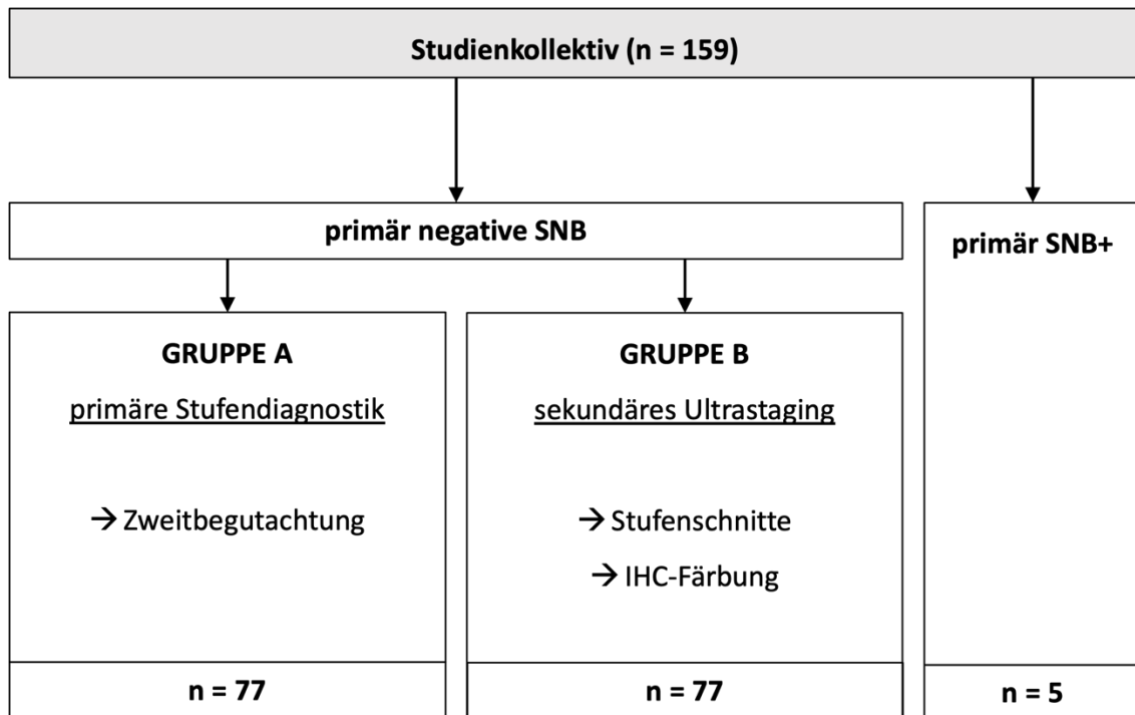 Studienkollektiv (n = 159)
primär negative SNB
primär SNB+
GRUPPE A
primäre Stufendiagnostik
→ Zweitbegutachtung
n = 77
GRUPPE B
sekundäres Ultrastaging
→ Stufenschnitte
→ IHC-Färbung
n = 77
n = 5